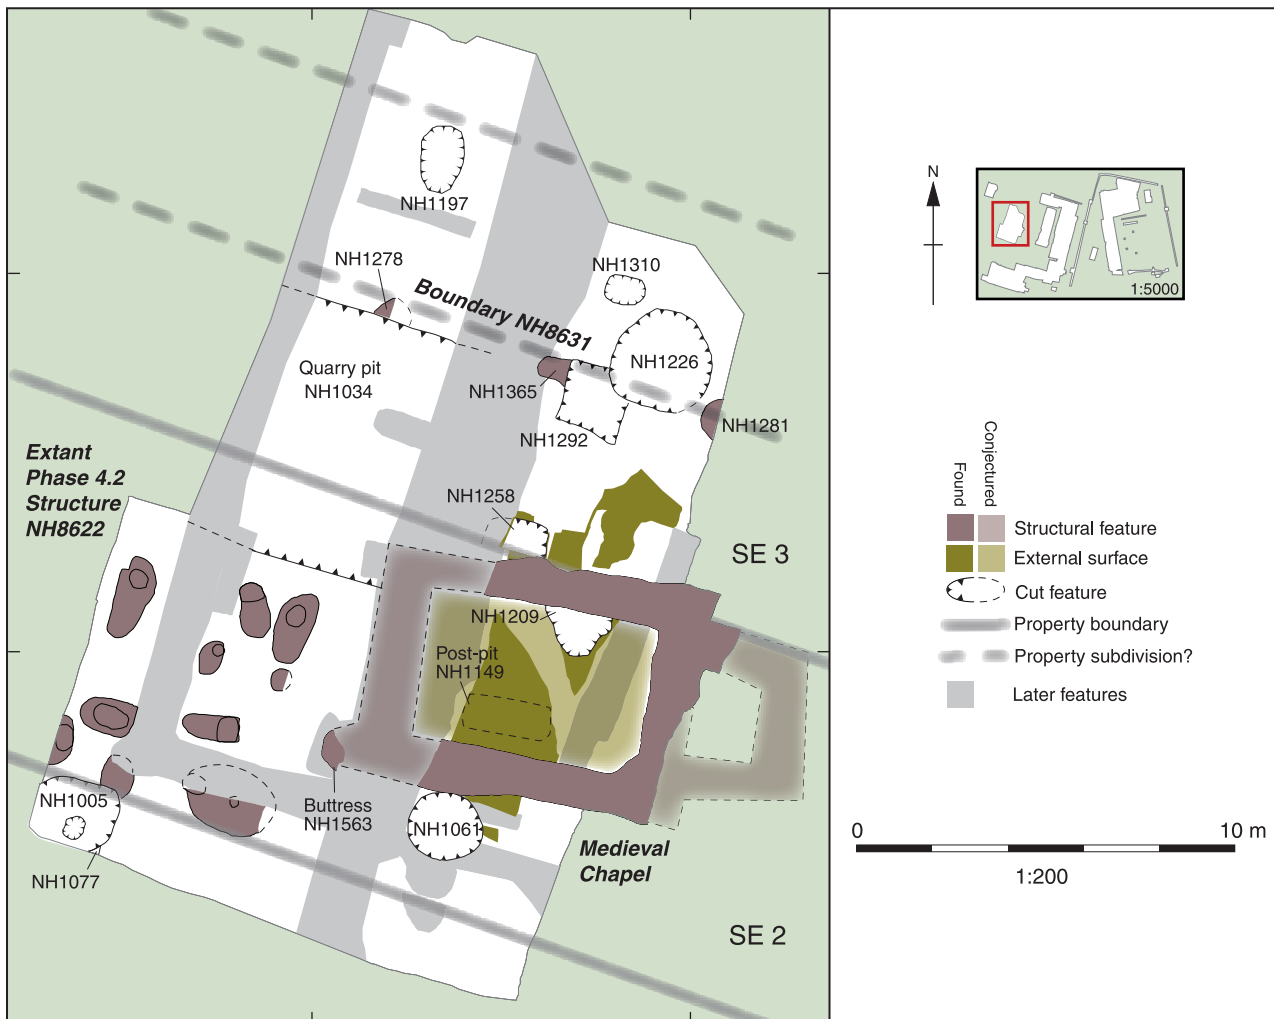 NH1197
NH1278
Boundary NH8631
NH1310
Quarry pit
NH1034
NH1226
NH1365
NH1292
NH1281
Extant
Phase 4.2
Structure
NH8622
NH1258
SE 3
NH1209
Post-pit
NH1149
NH1005
Buttress
NH1563
NH1061
Medieval
Chapel
NH1077
SE 2
N
1:5000
Found
Conjectured
Structural feature
External surface
Cut feature
Property boundary
Property subdivision?
Later features
0 10 m
1:200